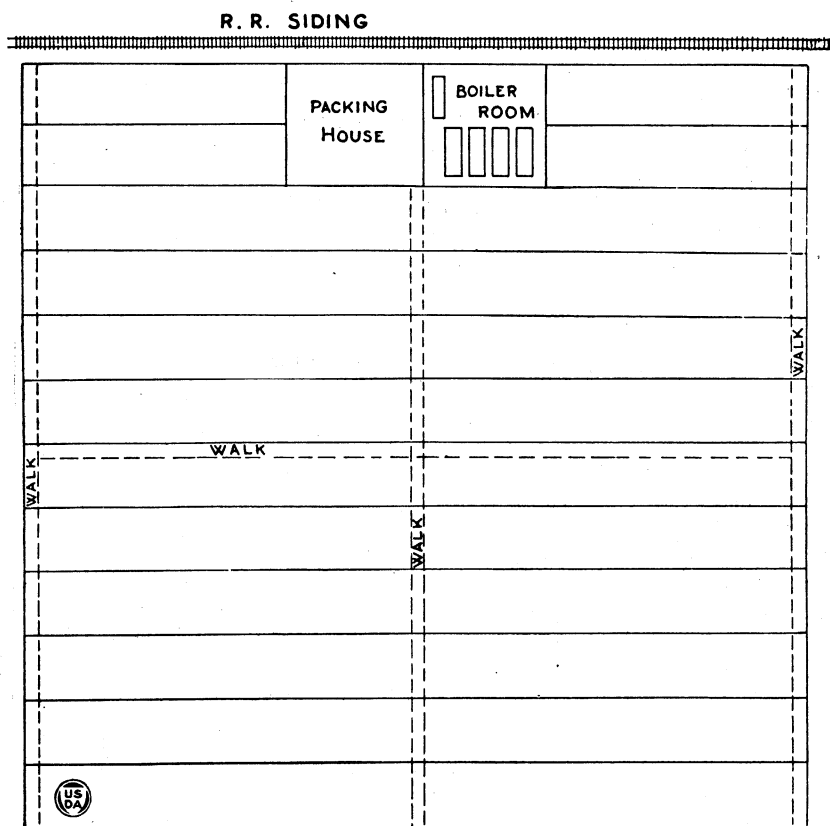 R. R. SIDING
PACKING
HOUSE
BOILER
ROOM
WALK
WALK
WALK
WALK
US
DA